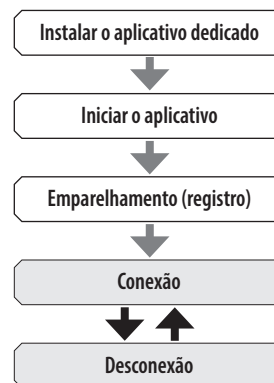 Instalar o aplicativo dedicado
Iniciar o aplicativo
Emparelhamento (registro)
Conexão
Desconexão